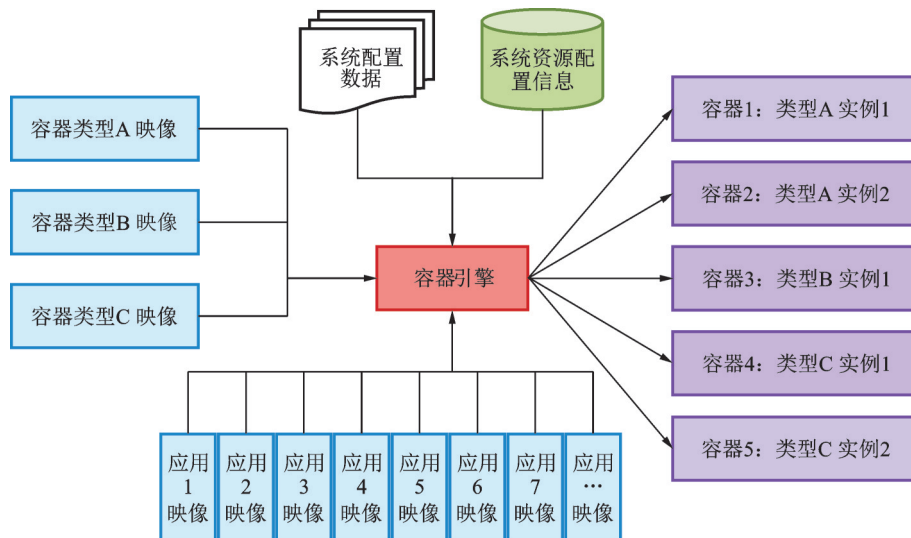 系统配置
数据
系统资源配
置信息
容器类型A 映像
容器类型B 映像
容器类型C 映像
容器引擎
容器1：类型A 实例1
容器2：类型A 实例2
容器3：类型B 实例1
容器4：类型C 实例1
容器5：类型C 实例2
应用
1
映像
应用
2
映像
应用
3
映像
应用
4
映像
应用
5
映像
应用
6
映像
应用
7
映像
应用
…
映像